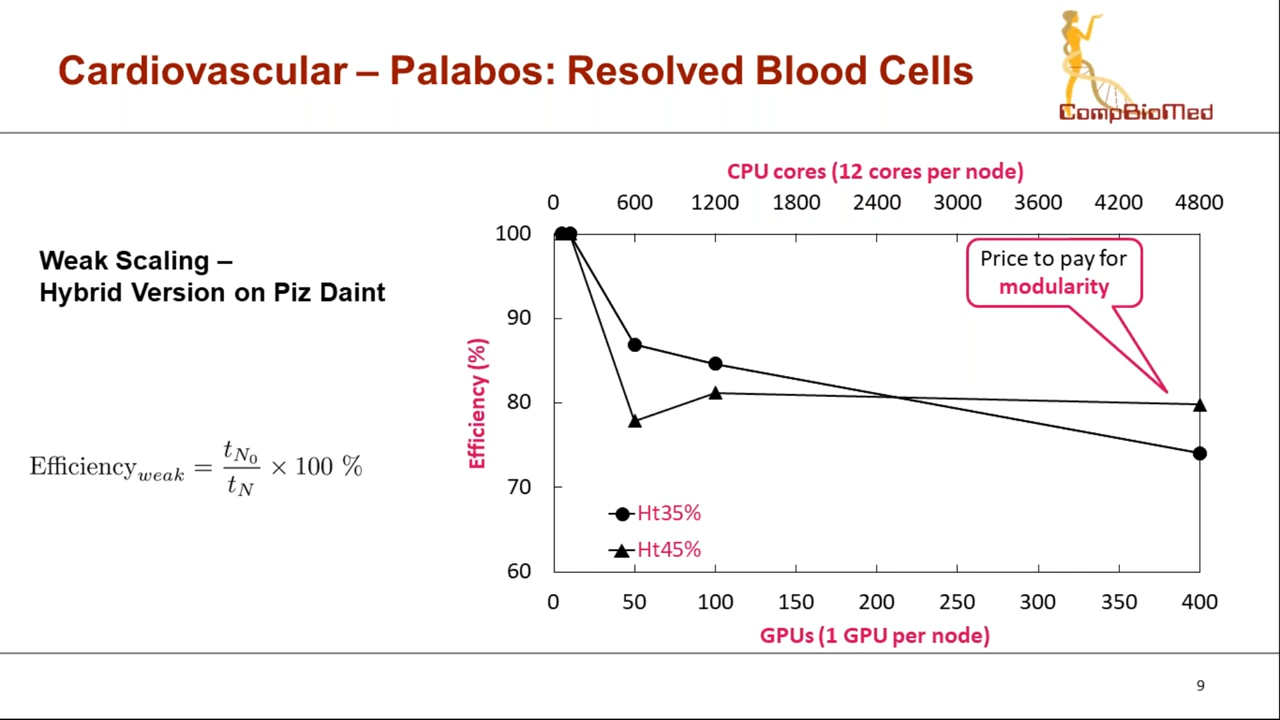 Cardiovascular – Palabos: Resolved Blood Cells
CompBioMed
Weak Scaling –
Hybrid Version on Piz Daint
Efficiency_weak = t_N₀ / t_N × 100 %
CPU cores (12 cores per node)
0 600 1200 1800 2400 3000 3600 4200 4800
100
90
80
70
60
Efficiency (%)
Price to pay for
modularity
Ht35%
Ht45%
0 50 100 150 200 250 300 350 400
GPUs (1 GPU per node)
9